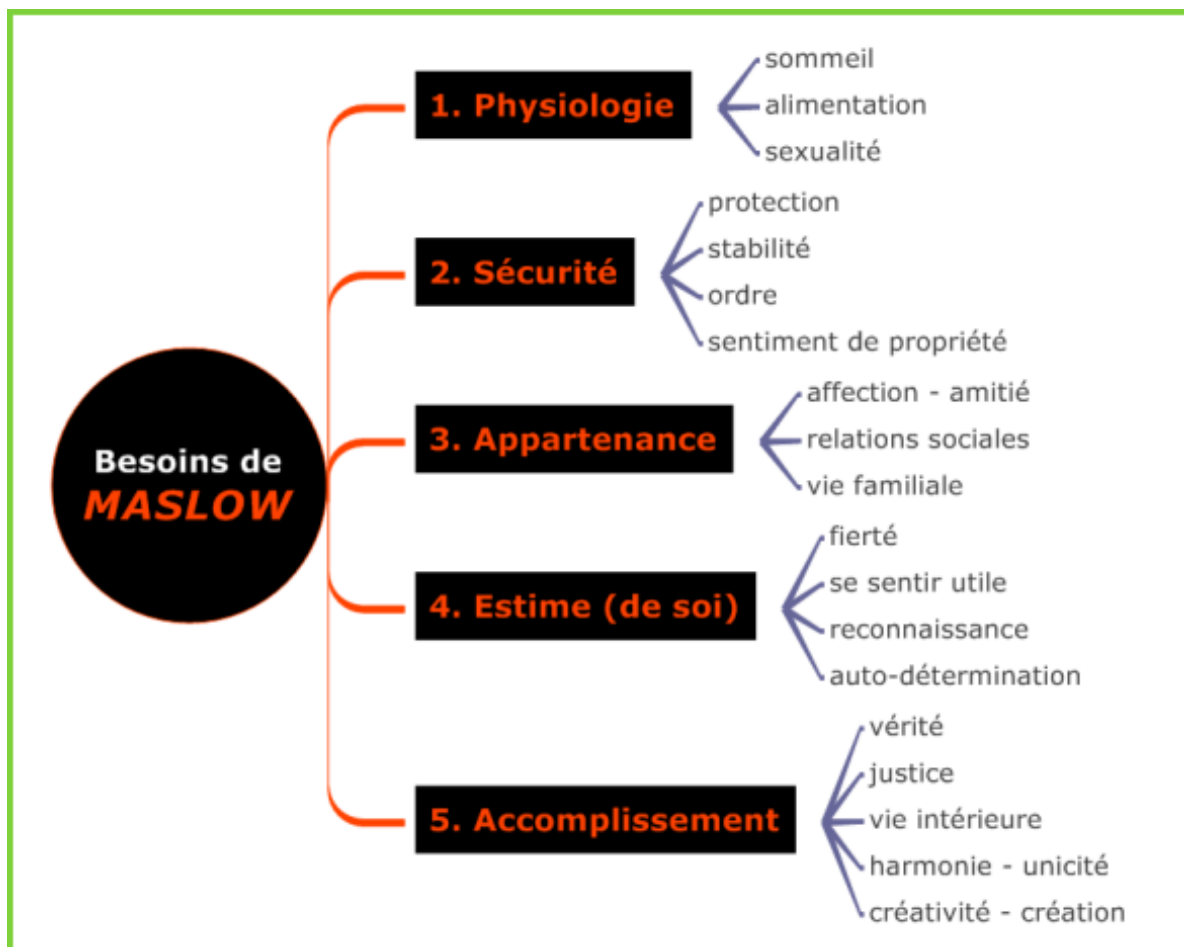 Besoins de
MASLOW
1. Physiologie
sommeil
alimentation
sexualité
2. Sécurité
protection
stabilité
ordre
sentiment de propriété
3. Appartenance
affection - amitié
relations sociales
vie familiale
4. Estime (de soi)
fierté
se sentir utile
reconnaissance
auto-détermination
5. Accomplissement
vérité
justice
vie intérieure
harmonie - unicité
créativité - création